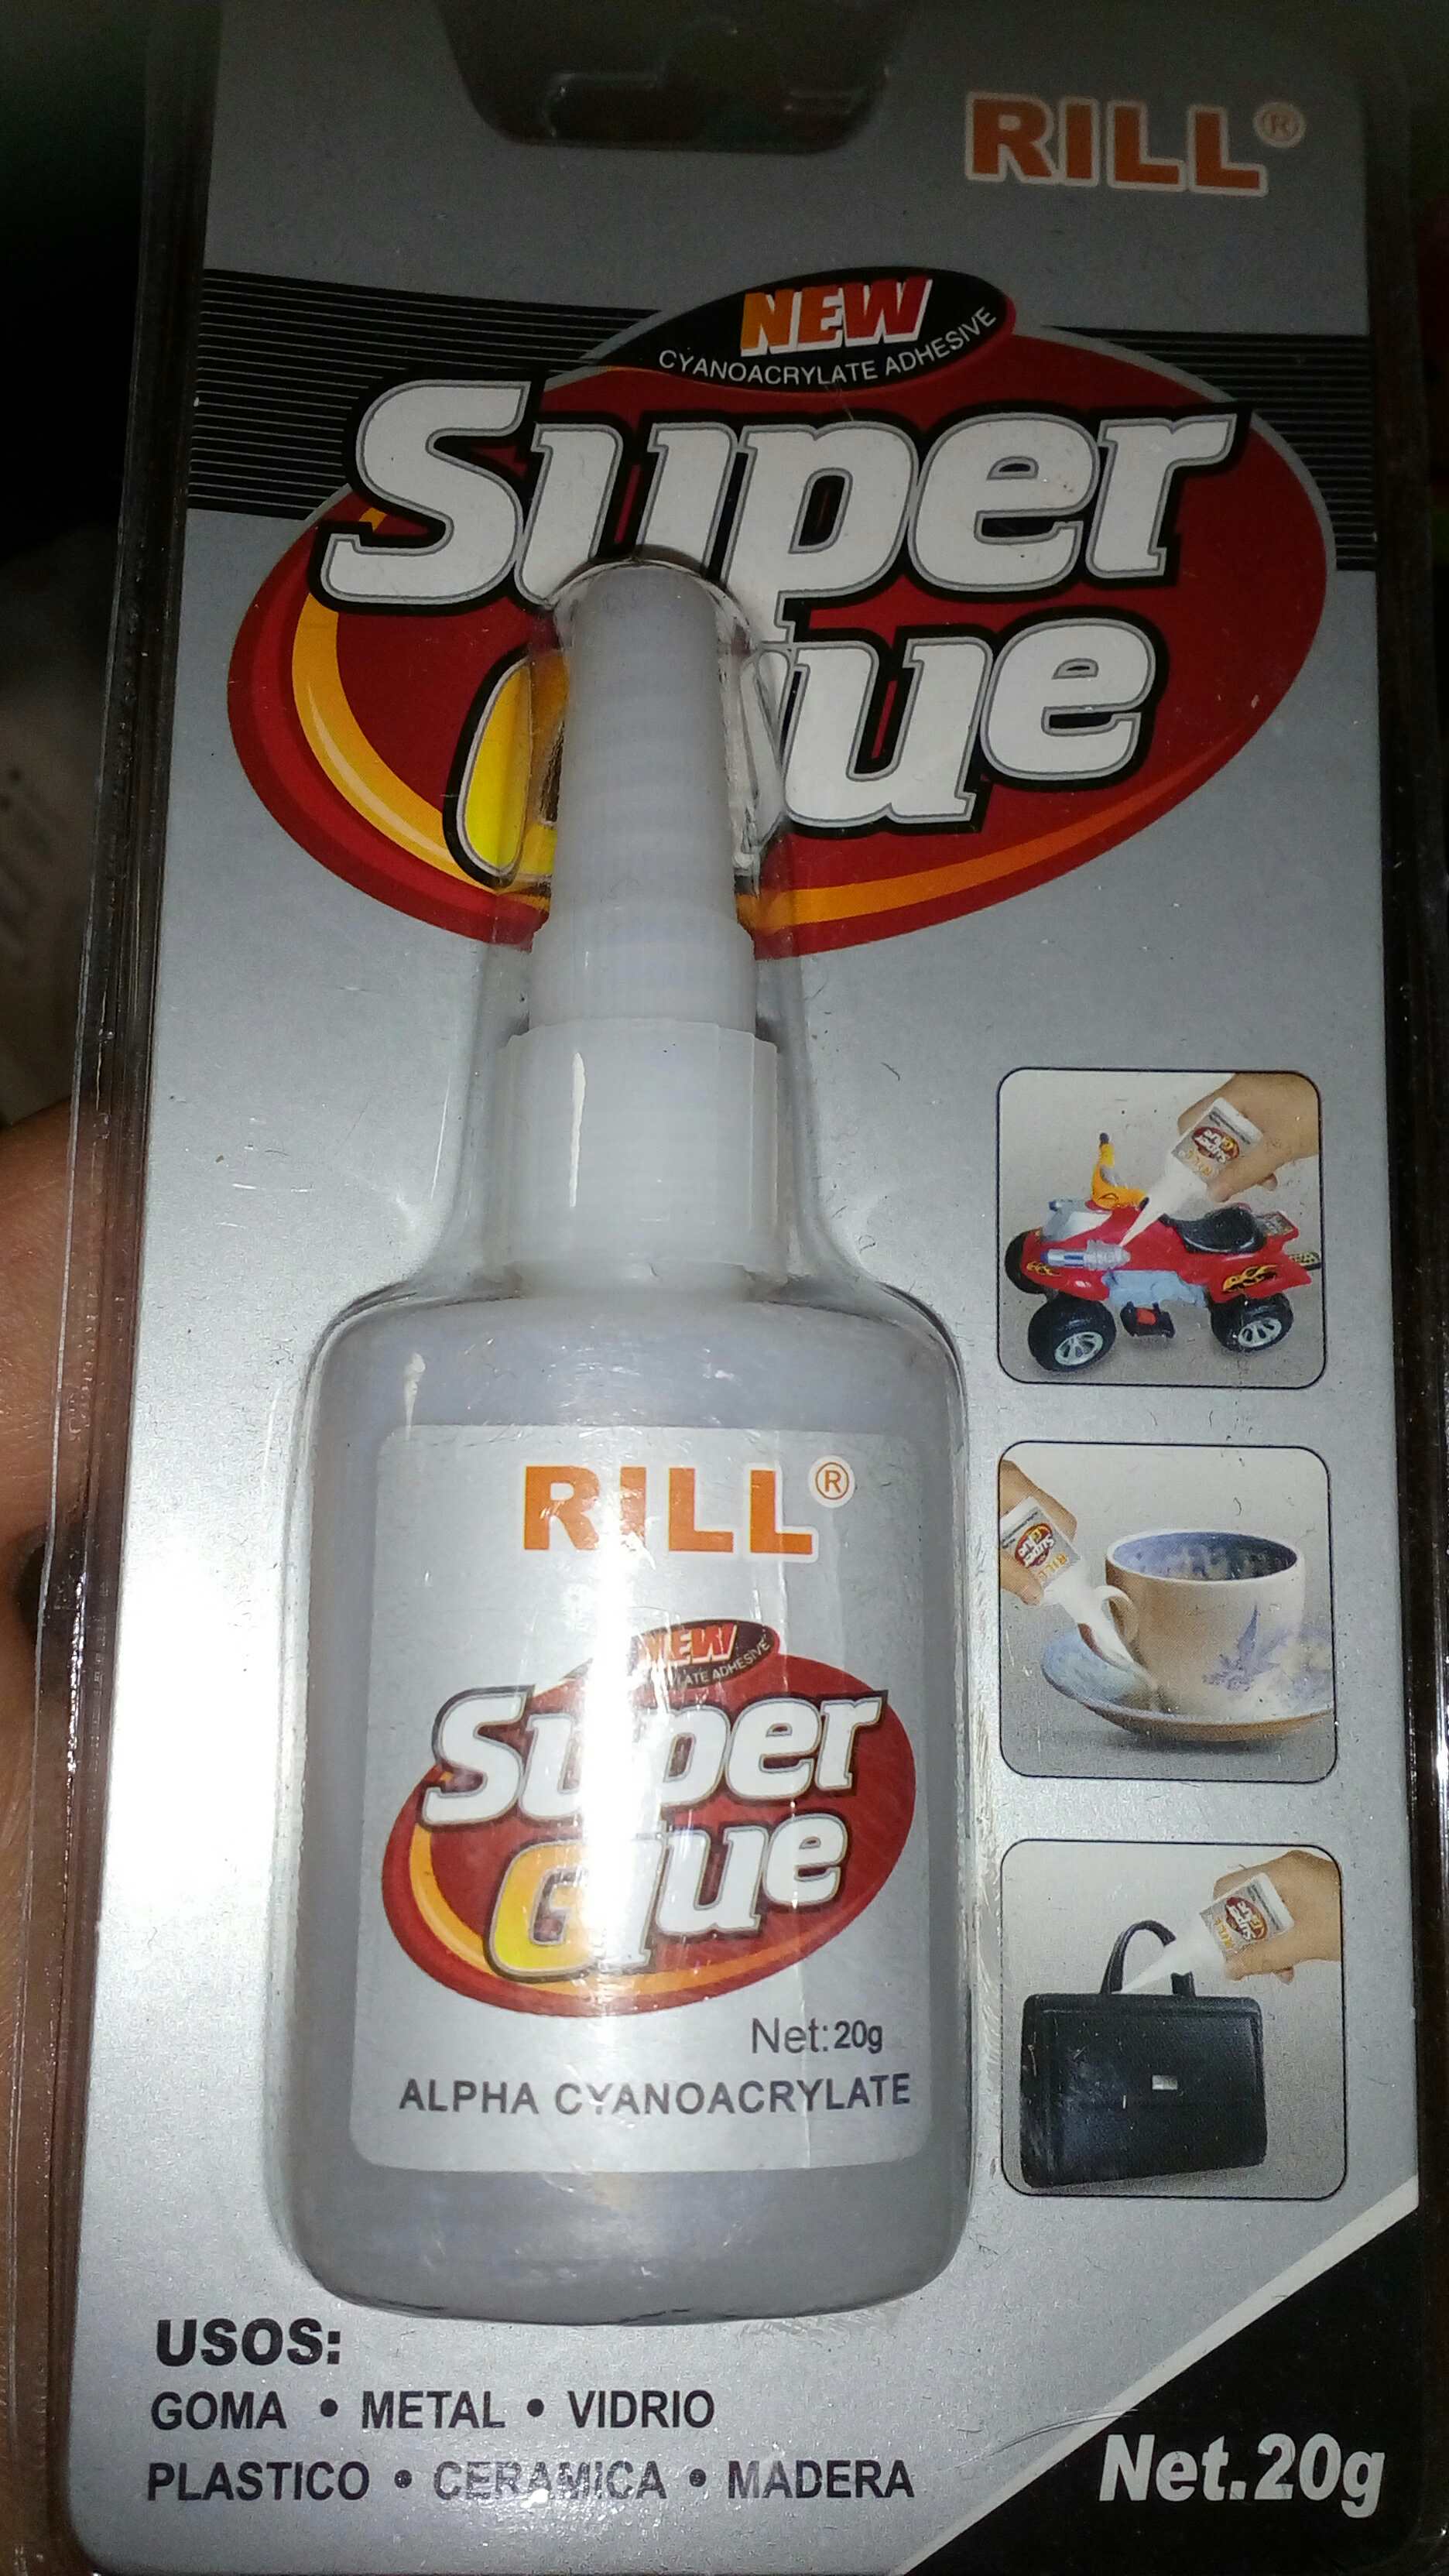 RILL®
NEW
CYANOACRYLATE ADHESIVE
Super
Glue
RILL®
NEW
ADHESIVE
Super
Glue
Net:20g
ALPHA CYANOACRYLATE
USOS:
GOMA • METAL • VIDRIO
PLASTICO • CERAMICA • MADERA
Net.20g